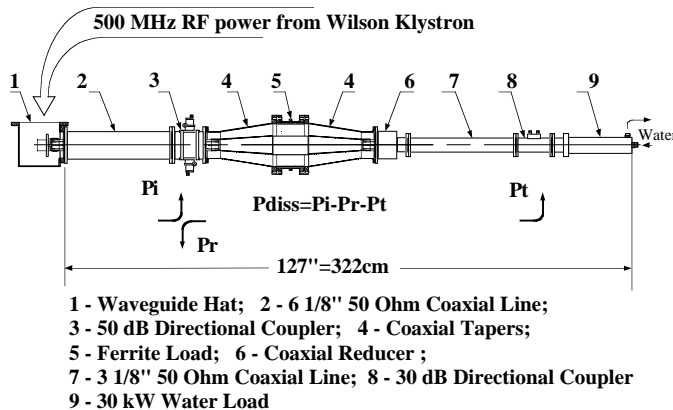 500 MHz RF power from Wilson Klystron
1 2 3 4 5 4 6 7 8 9
Water
Pi Pdiss=Pi-Pr-Pt Pt
Pr
127"=322cm
1 - Waveguide Hat; 2 - 6 1/8" 50 Ohm Coaxial Line;
3 - 50 dB Directional Coupler; 4 - Coaxial Tapers;
5 - Ferrite Load; 6 - Coaxial Reducer ;
7 - 3 1/8" 50 Ohm Coaxial Line; 8 - 30 dB Directional Coupler
9 - 30 kW Water Load